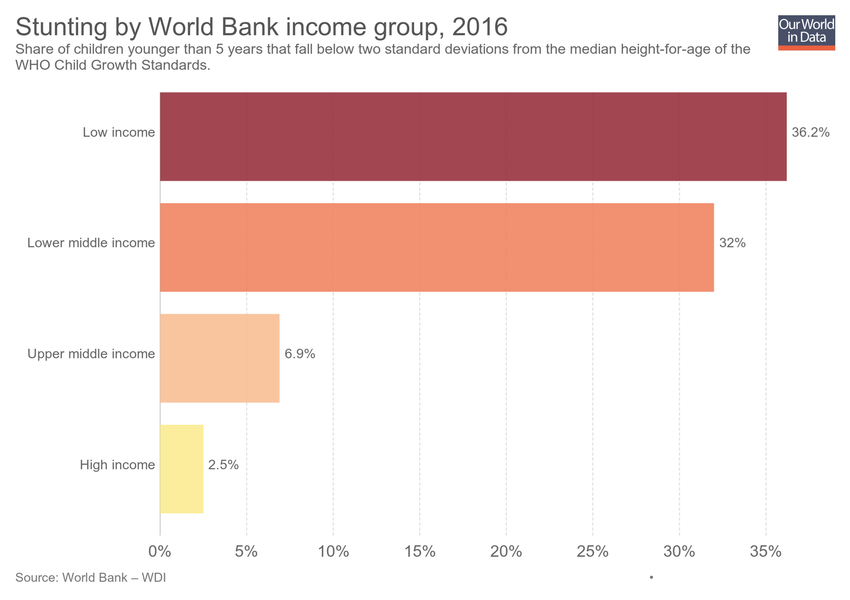 Stunting by World Bank income group, 2016
Our World
in Data
Share of children younger than 5 years that fall below two standard deviations from the median height-for-age of the
WHO Child Growth Standards.
Low income
36.2%
Lower middle income
32%
Upper middle income
6.9%
High income
2.5%
0% 5% 10% 15% 20% 25% 30% 35%
Source: World Bank – WDI